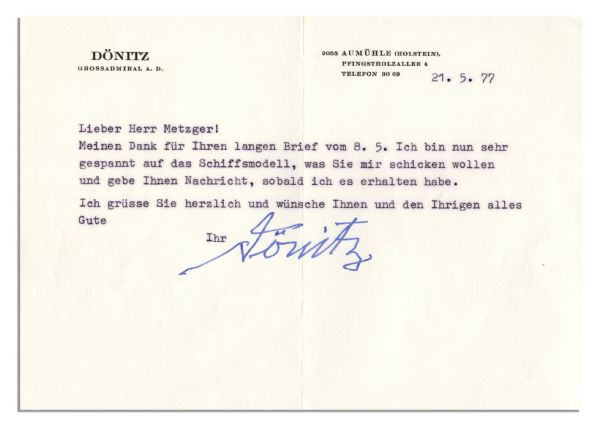 DÖNITZ
GROSSADMIRAL A. D.
2055 AUMÜHLE (HOLSTEIN),
PFINGSTHOLZALLEE 4
TELEFON 30 69
21. 5. 77
Lieber Herr Metzger!
Meinen Dank für Ihren langen Brief vom 8. 5. Ich bin nun sehr
gespannt auf das Schiffsmodell, was Sie mir schicken wollen
und gebe Ihnen Nachricht, sobald ich es erhalten habe.
Ich grüsse Sie herzlich und wünsche Ihnen und den Ihrigen alles
Gute
Ihr Dönitz